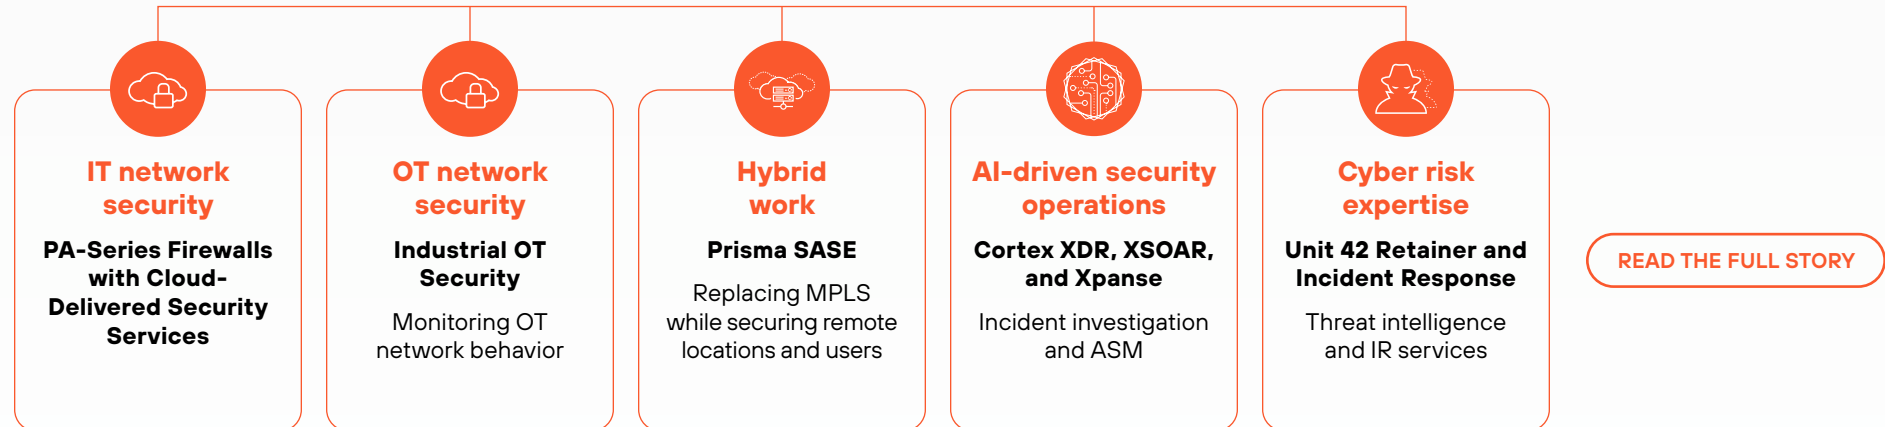 IT network
security
PA-Series Firewalls
with Cloud-
Delivered Security
Services
OT network
security
Industrial OT
Security
Monitoring OT
network behavior
Hybrid
work
Prisma SASE
Replacing MPLS
while securing remote
locations and users
AI-driven security
operations
Cortex XDR, XSOAR,
and Xpanse
Incident investigation
and ASM
Cyber risk
expertise
Unit 42 Retainer and
Incident Response
Threat intelligence
and IR services
READ THE FULL STORY